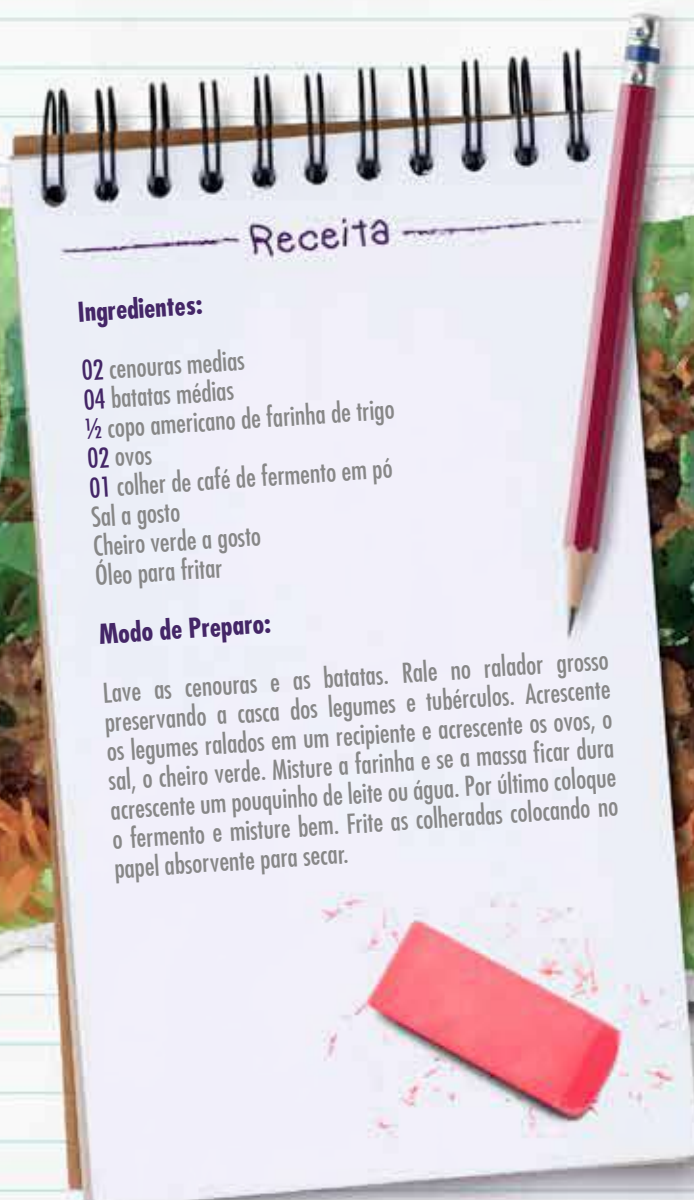 Receita
Ingredientes:
02 cenouras medias
04 batatas médias
½ copo americano de farinha de trigo
02 ovos
01 colher de café de fermento em pó
Sal a gosto
Cheiro verde a gosto
Óleo para fritar
Modo de Preparo:
Lave as cenouras e as batatas. Rale no ralador grosso
preservando a casca dos legumes e tubérculos. Acrescente
os legumes ralados em um recipiente e acrescente os ovos, o
sal, o cheiro verde. Misture a farinha e se a massa ficar dura
acrescente um pouquinho de leite ou água. Por último coloque
o fermento e misture bem. Frite as colheradas colocando no
papel absorvente para secar.